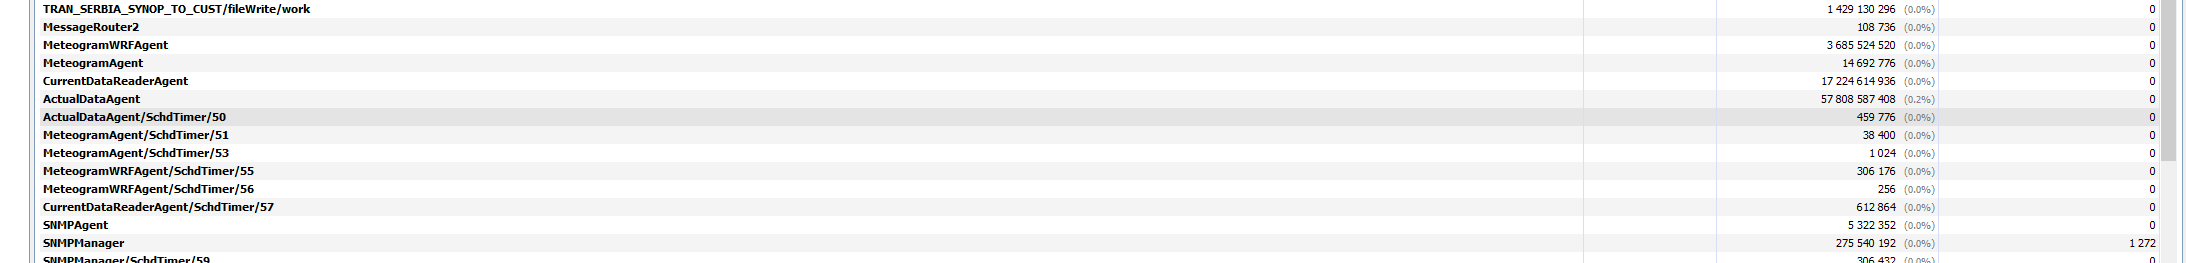 TRAN_SERBIA_SYNOP_TO_CUST/fileWrite/work 1 429 130 296 (0.0%) 0
MessageRouter2 108 736 (0.0%) 0
MeteogramWRFAgent 3 685 524 520 (0.0%) 0
MeteogramAgent 14 692 776 (0.0%) 0
CurrentDataReaderAgent 17 224 614 936 (0.0%) 0
ActualDataAgent 57 808 587 408 (0.2%) 0
ActualDataAgent/SchdTimer/50 459 776 (0.0%) 0
MeteogramAgent/SchdTimer/51 38 400 (0.0%) 0
MeteogramAgent/SchdTimer/53 1 024 (0.0%) 0
MeteogramWRFAgent/SchdTimer/55 306 176 (0.0%) 0
MeteogramWRFAgent/SchdTimer/56 256 (0.0%) 0
CurrentDataReaderAgent/SchdTimer/57 612 864 (0.0%) 0
SNMPAgent 5 322 352 (0.0%) 0
SNMPManager 275 540 192 (0.0%) 1 272
SNMPManager/SchdTimer/59 306 432 (0.0%) 0